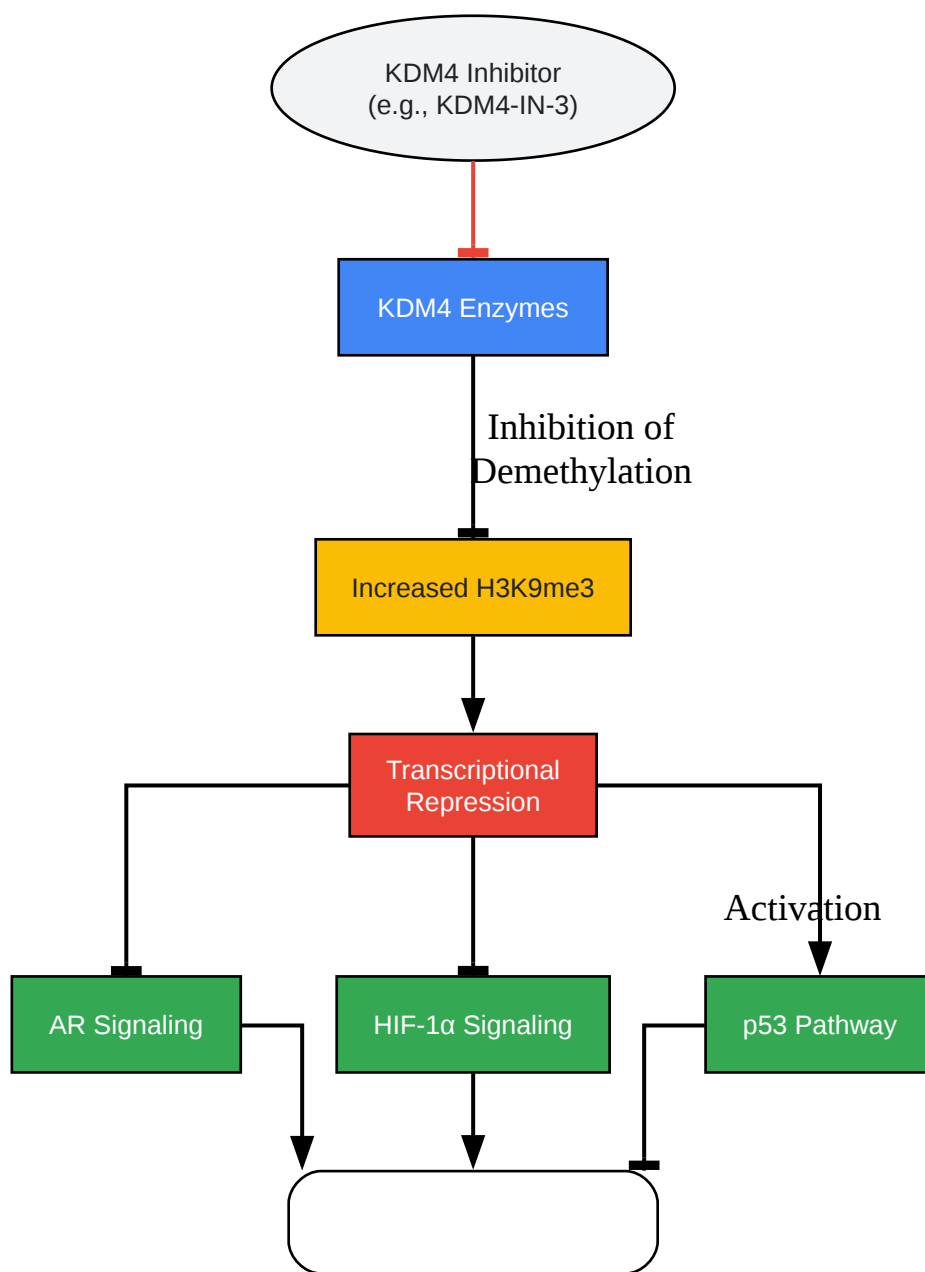 KDM4 Inhibitor
(e.g., KDM4-IN-3)
KDM4 Enzymes
Inhibition of
Demethylation
Increased H3K9me3
Transcriptional
Repression
Activation
AR Signaling
HIF-1α Signaling
p53 Pathway